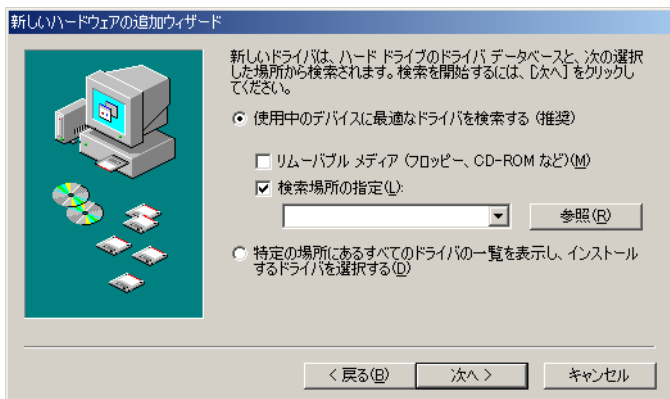 新しいハードウェアの追加ウィザード
新しいドライバは、ハード ドライブのドライバ データベースと、次の選択
した場所から検索されます。検索を開始するには、[次へ] をクリックし
てください。
使用中のデバイスに最適なドライバを検索する (推奨)
リムーバブル メディア (フロッピー、CD-ROM など)(M)
検索場所の指定(L):
参照(R)
特定の場所にあるすべてのドライバの一覧を表示し、インストール
するドライバを選択する(D)
< 戻る(B)
次へ >
キャンセル